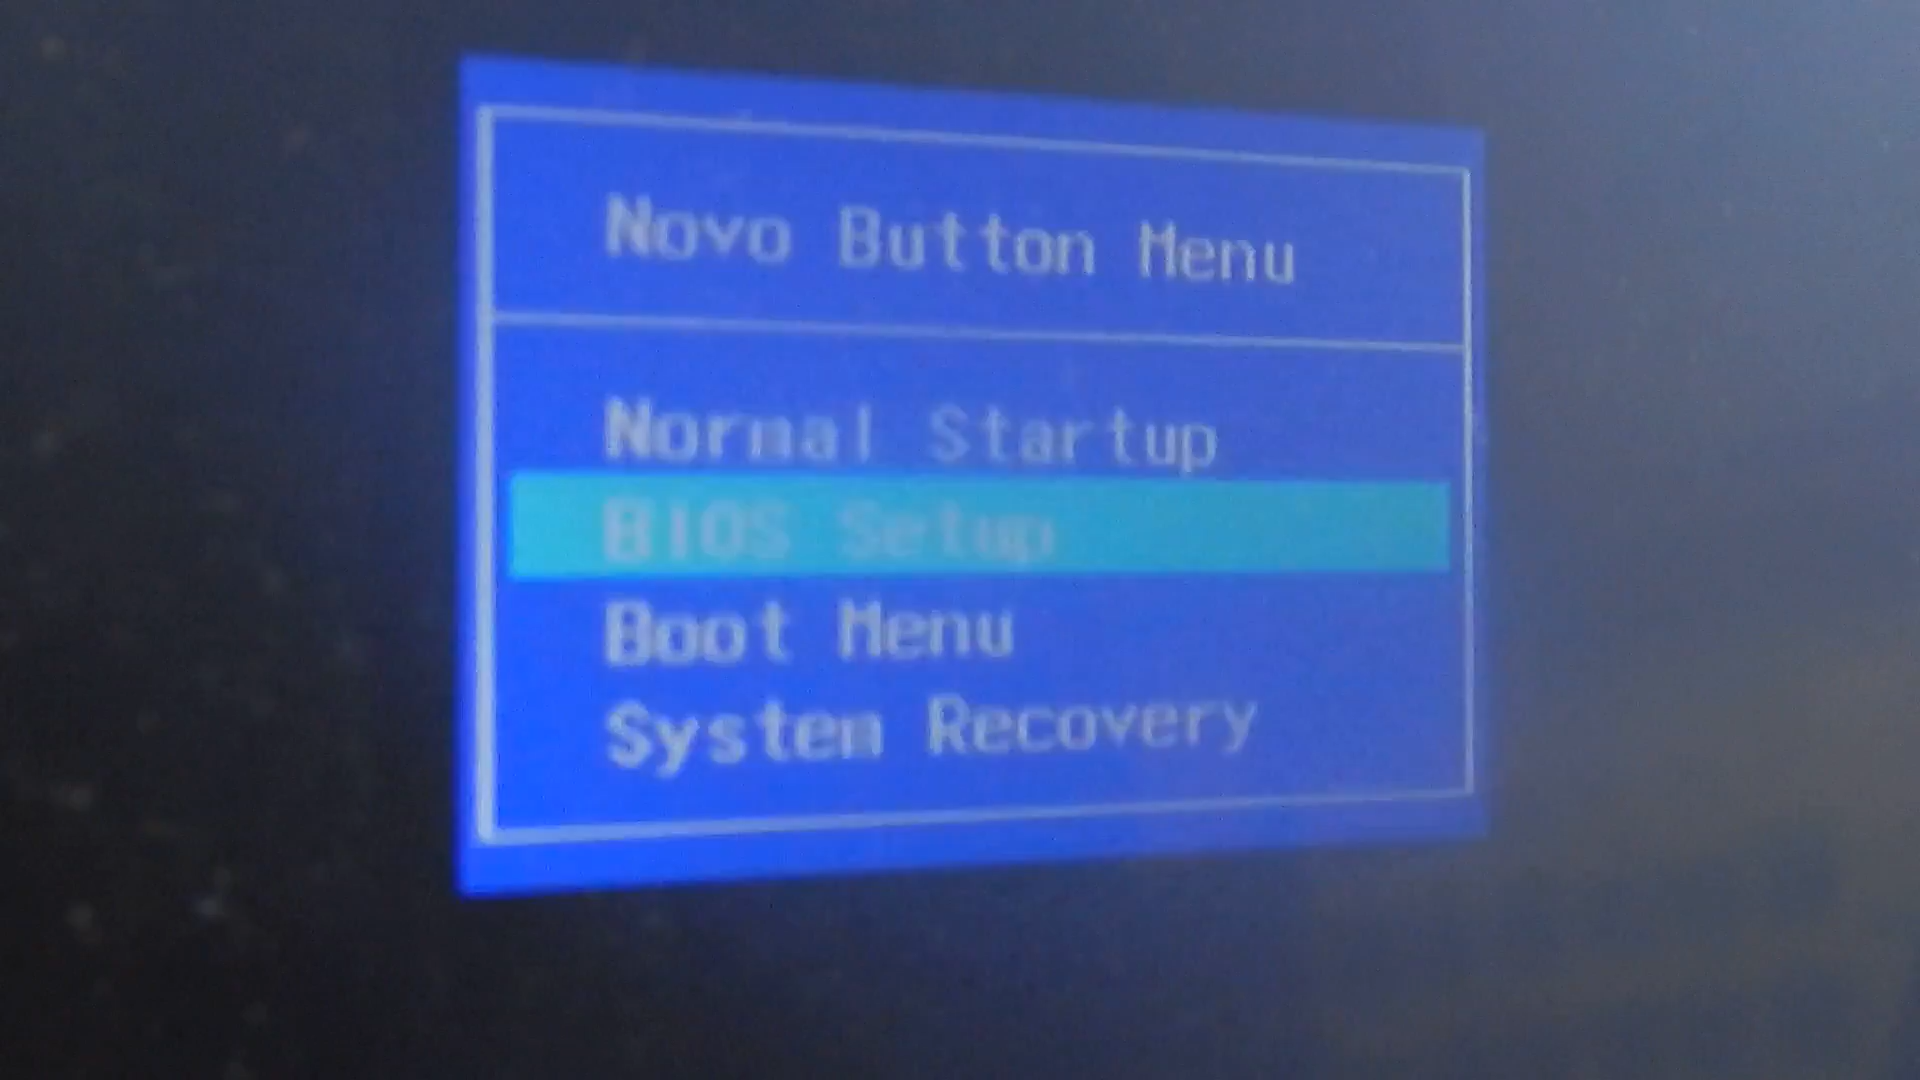 Novo Button Menu
Normal Startup
BIOS Setup
Boot Menu
System Recovery